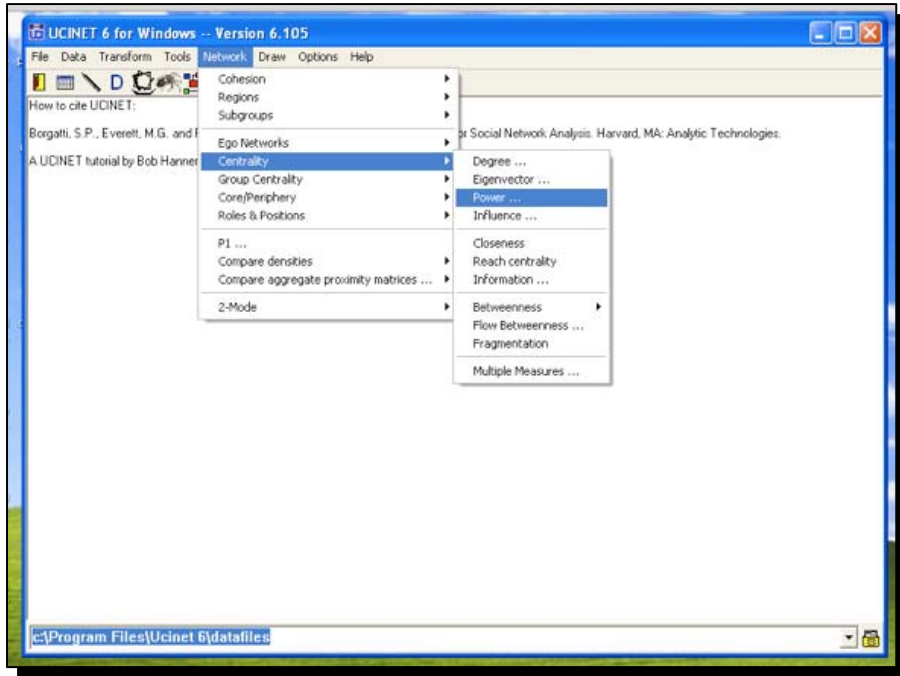 UCINET 6 for Windows -- Version 6.105
File Data Transform Tools Network Draw Options Help
D
How to cite UCINET:
Borgatti, S.P., Everett, M.G. and
or Social Network Analysis. Harvard, MA: Analytic Technologies.
A UCINET tutorial by Bob Hanner
Cohesion
Regions
Subgroups
Ego Networks
Centrality
Group Centrality
Core/Periphery
Roles & Positions
P1 ...
Compare densities
Compare aggregate proximity matrices ...
2-Mode
Degree ...
Eigenvector ...
Power ...
Influence ...
Closeness
Reach centrality
Information ...
Betweenness
Flow Betweenness ...
Fragmentation
Multiple Measures ...
c:\Program Files\Ucinet 6\datafiles